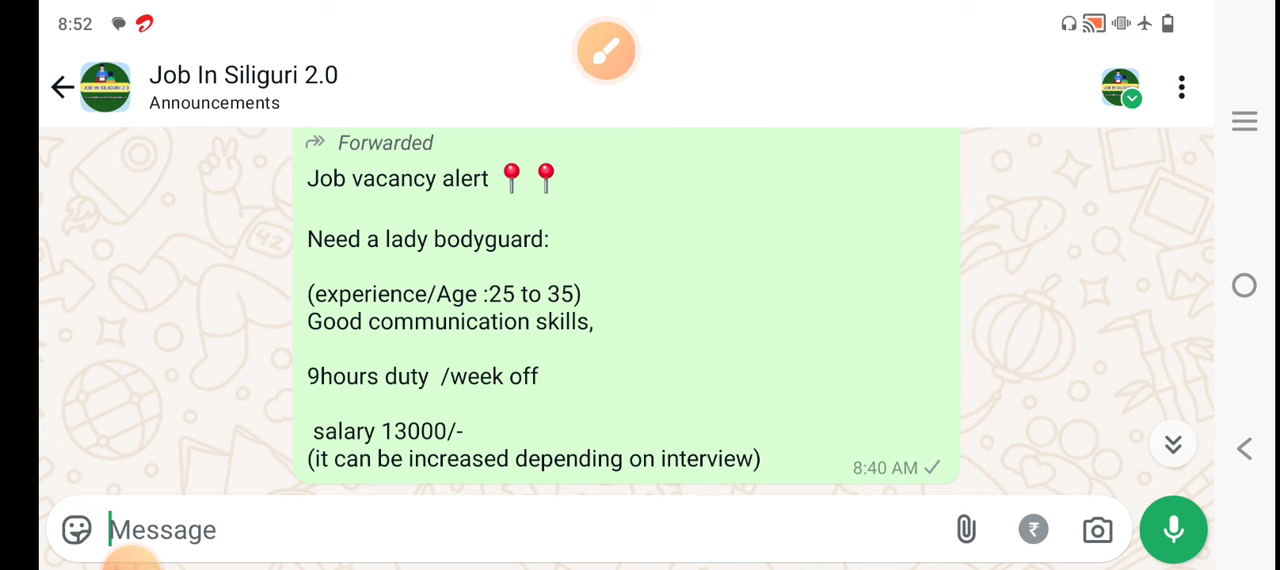 8:52
Job In Siliguri 2.0
Announcements
Forwarded
Job vacancy alert 📍 📍
Need a lady bodyguard:
(experience/Age :25 to 35)
Good communication skills,
9hours duty /week off
salary 13000/-
(it can be increased depending on interview)
8:40 AM
Message